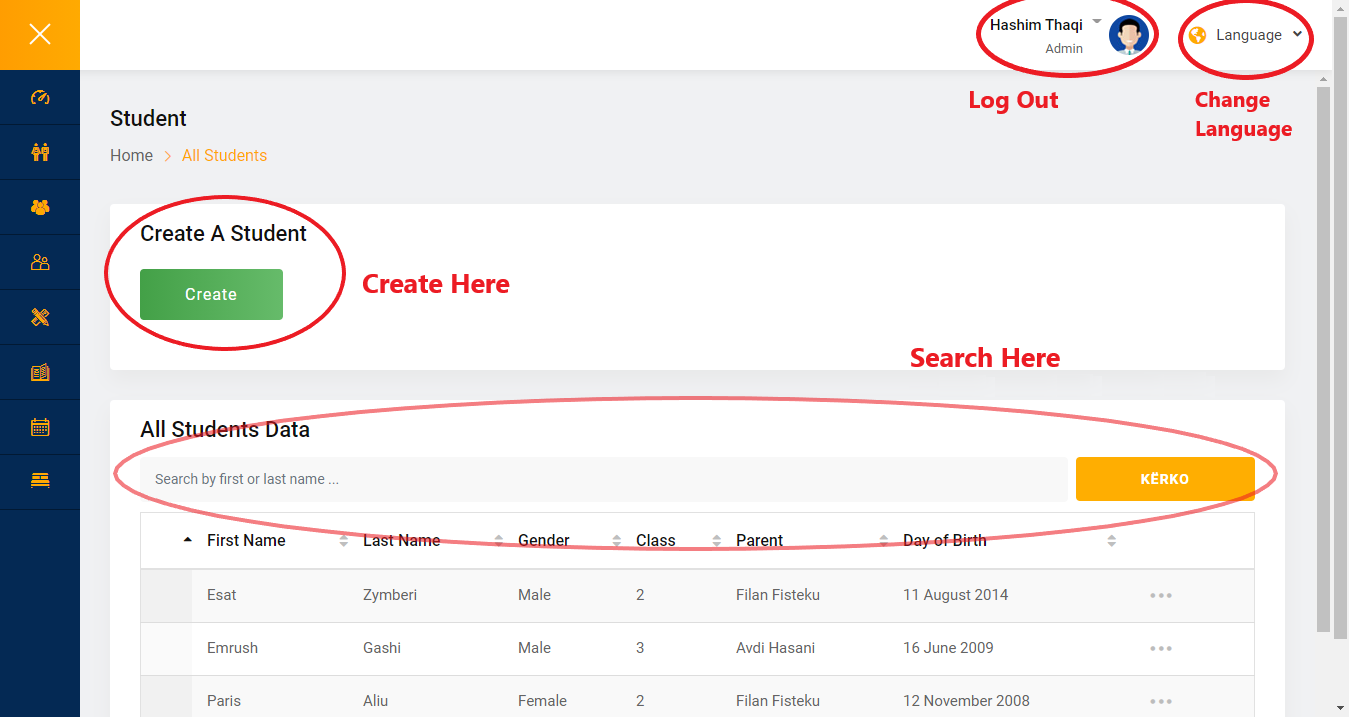 Hashim Thaqi
Admin
Language
Log Out
Change
Language
Student
Home > All Students
Create A Student
Create
Create Here
Search Here
All Students Data
Search by first or last name ...
KËRKO
First Name Last Name Gender Class Parent Day of Birth
Esat Zymberi Male 2 Filan Fisteku 11 August 2014
Emrush Gashi Male 3 Avdi Hasani 16 June 2009
Paris Aliu Female 2 Filan Fisteku 12 November 2008